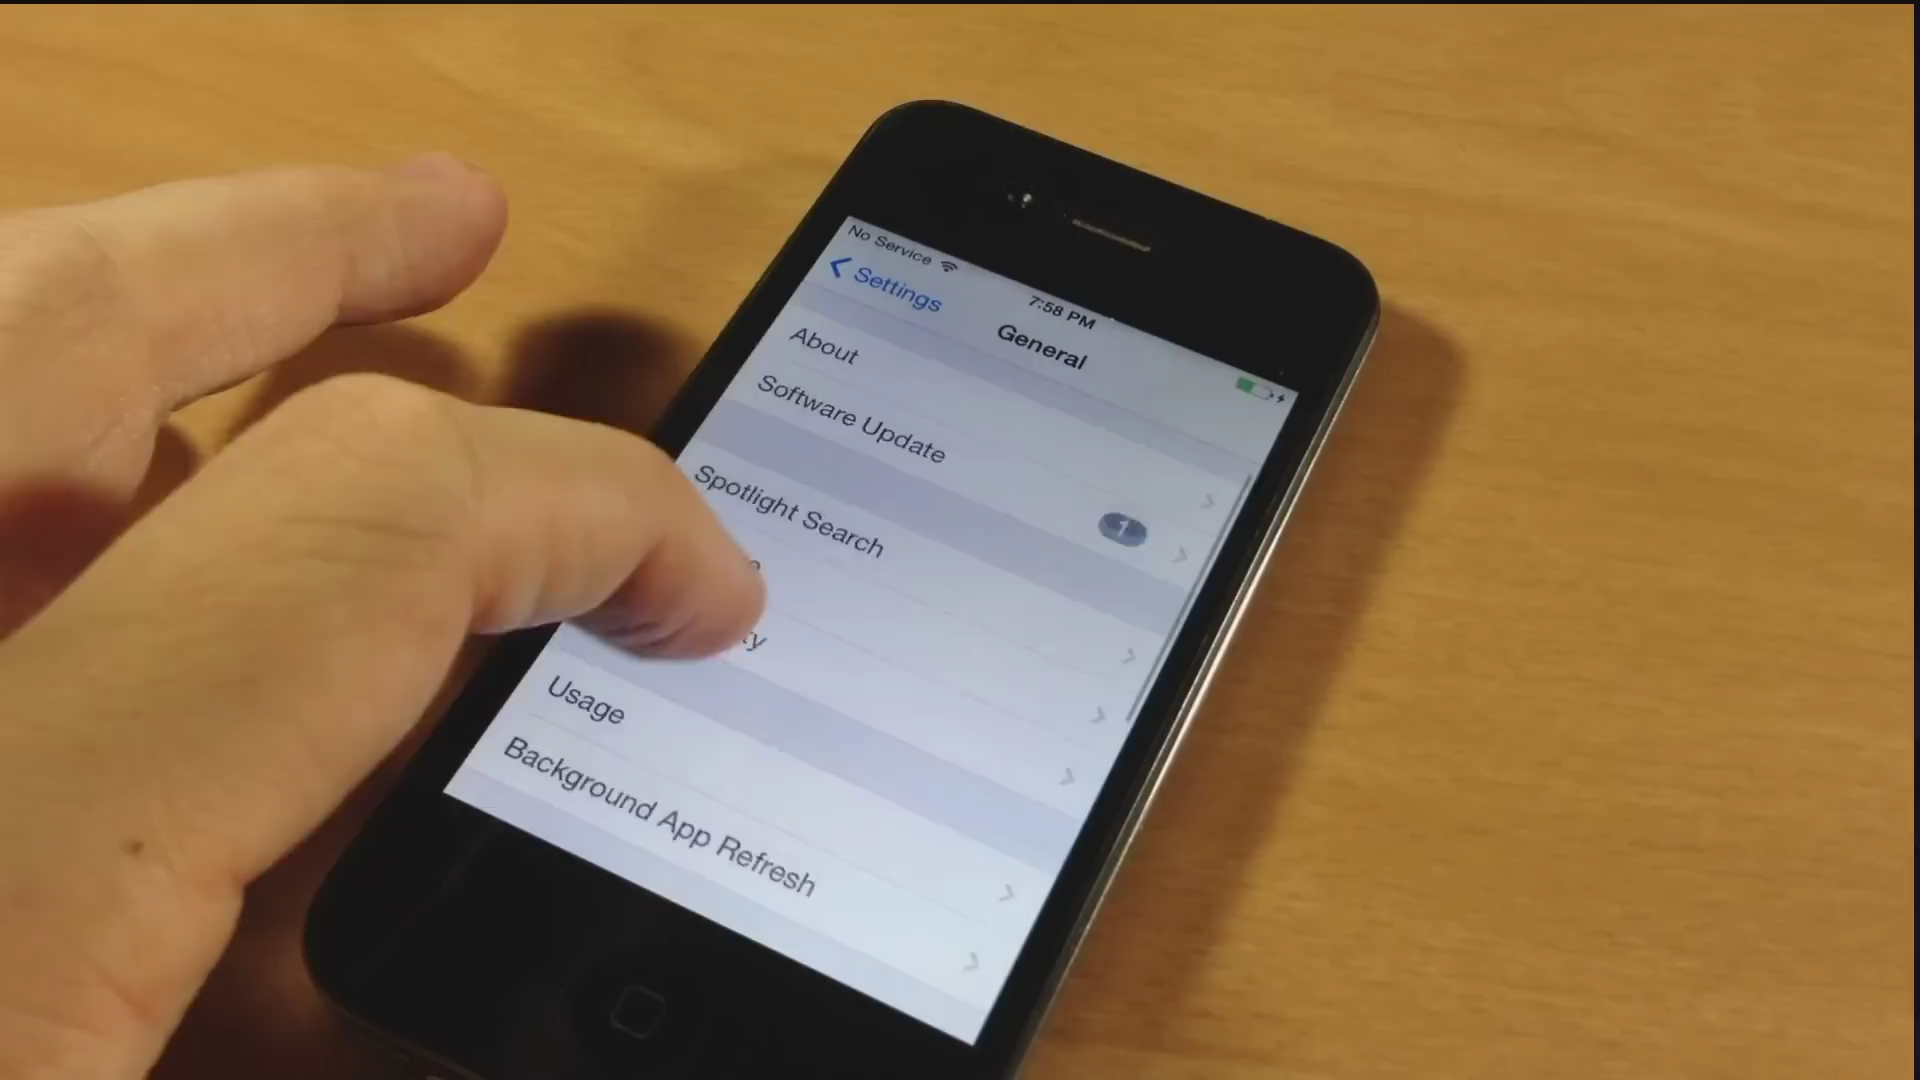 No Service
7:58 PM
Settings
General
About
Software Update
1
Spotlight Search
Usage
Background App Refresh